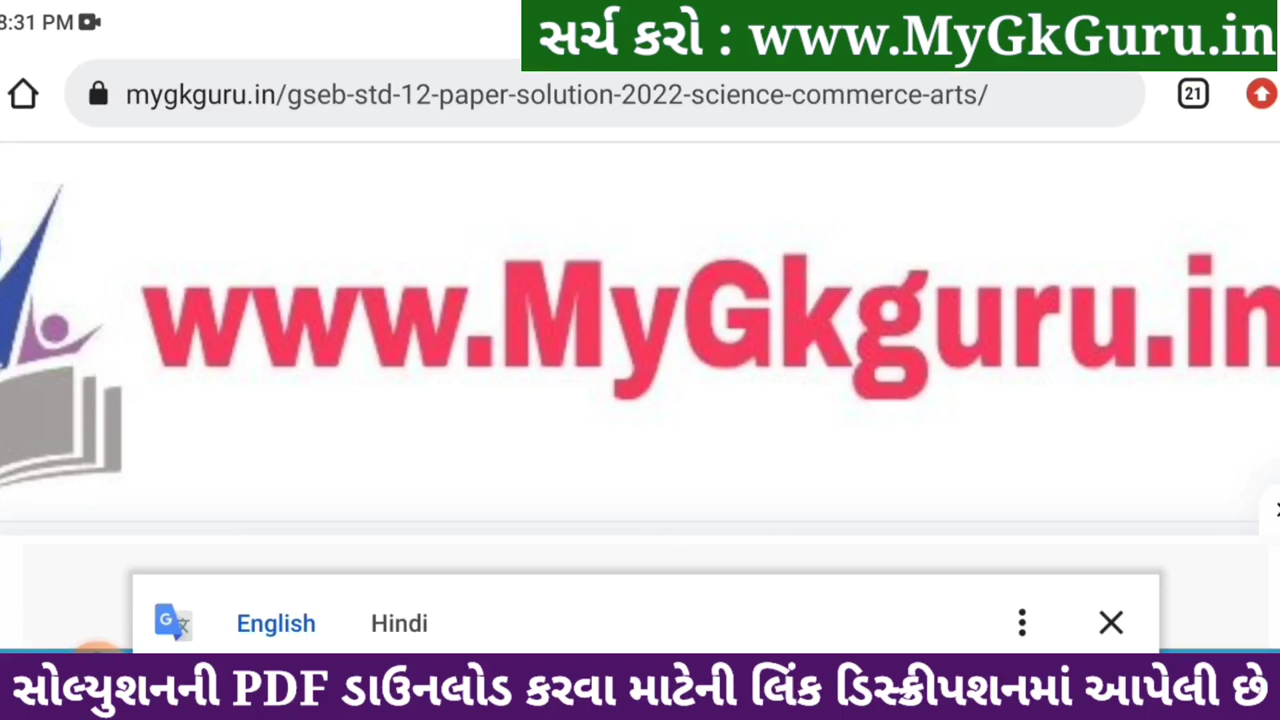 8:31 PM
સર્ચ કરો : www.MyGkGuru.in
mygkguru.in/gseb-std-12-paper-solution-2022-science-commerce-arts/
21
www.MyGkguru.in
English Hindi
સોલ્યુશનની PDF ડાઉનલોડ કરવા માટેની લિંક ડિસ્ક્રીપશનમાં આપેલી છે